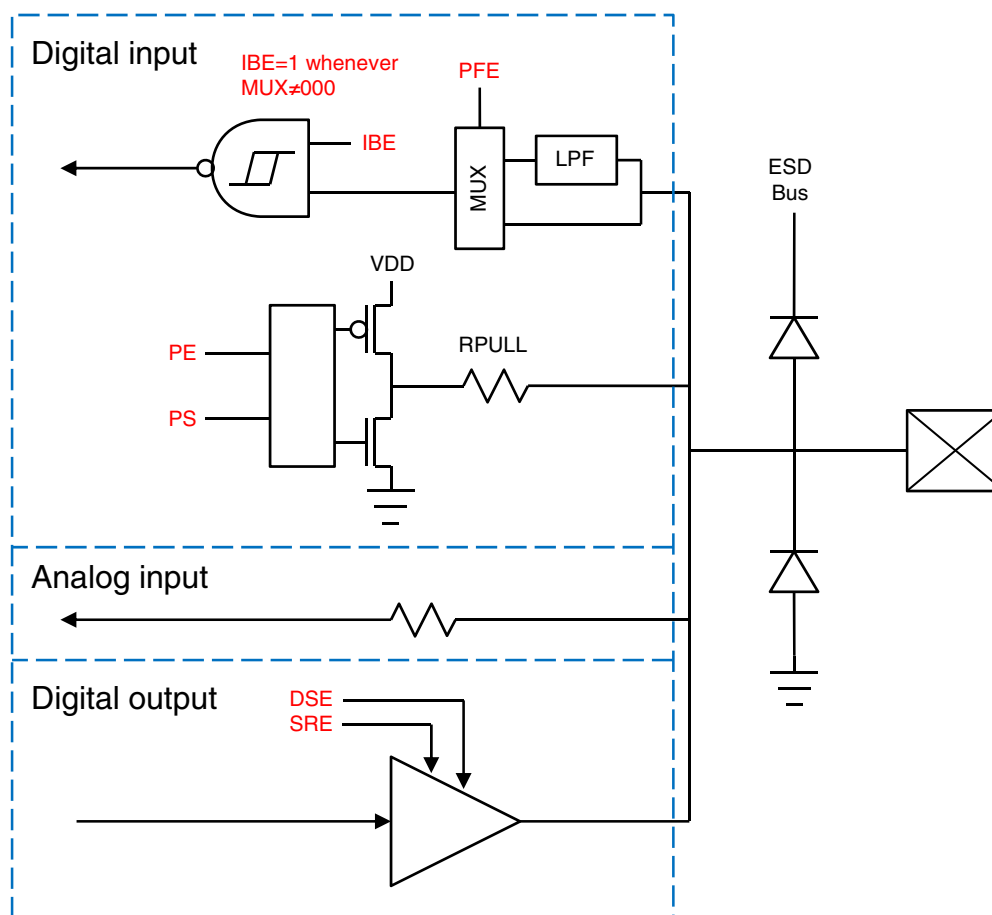 Digital input
IBE=1 whenever
MUX≠000
PFE
IBE
MUX
LPF
ESD
Bus
VDD
PE
RPULL
PS
Analog input
Digital output
DSE
SRE